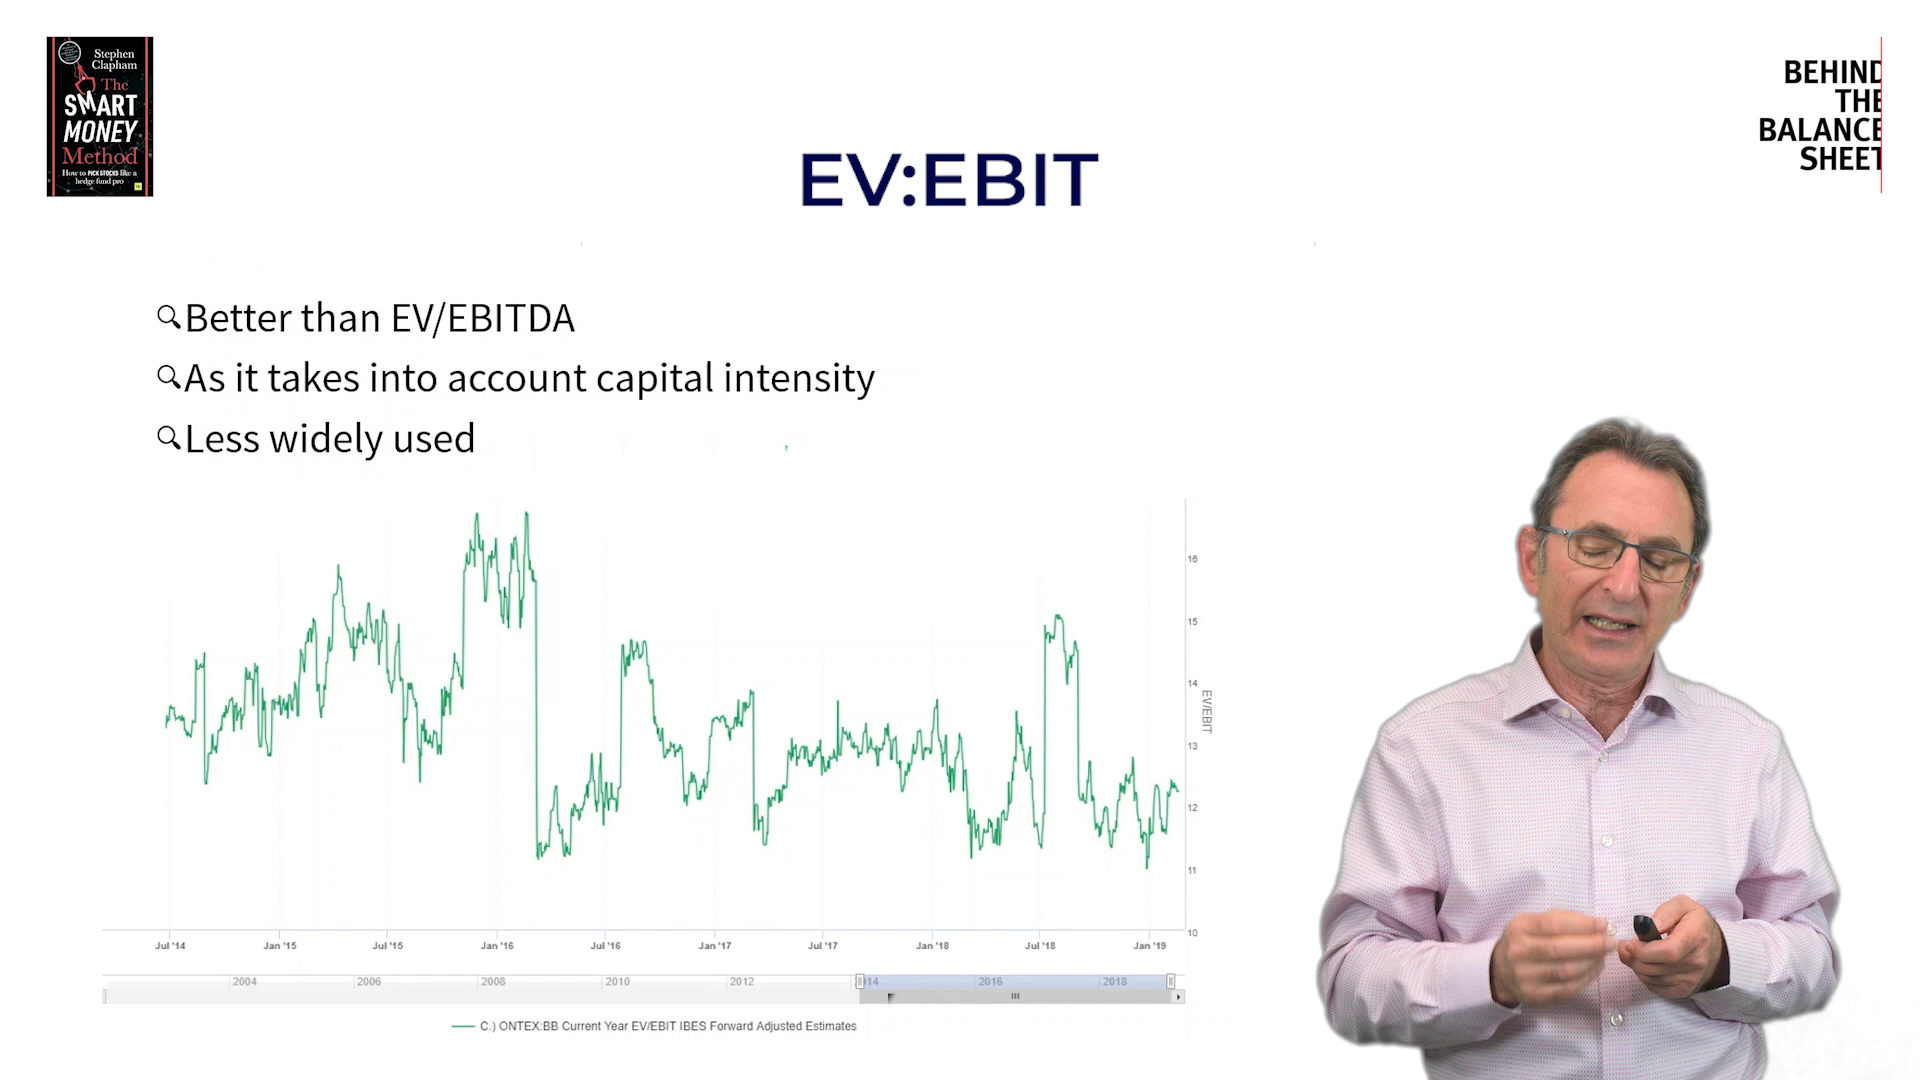 Stephen
Clapham
The
SMART
MONEY
Method
How to PICK STOCKS like a
hedge fund pro
BEHIND
THE
BALANCE
SHEET
EV:EBIT
Better than EV/EBITDA
As it takes into account capital intensity
Less widely used
16
15
14
13
12
11
10
EV/EBIT
Jul '14 Jan '15 Jul '15 Jan '16 Jul '16 Jan '17 Jul '17 Jan '18 Jul '18 Jan '19
2004 2006 2008 2010 2012 14 2016 2018
C.) ONTEX:BB Current Year EV/EBIT IBES Forward Adjusted Estimates